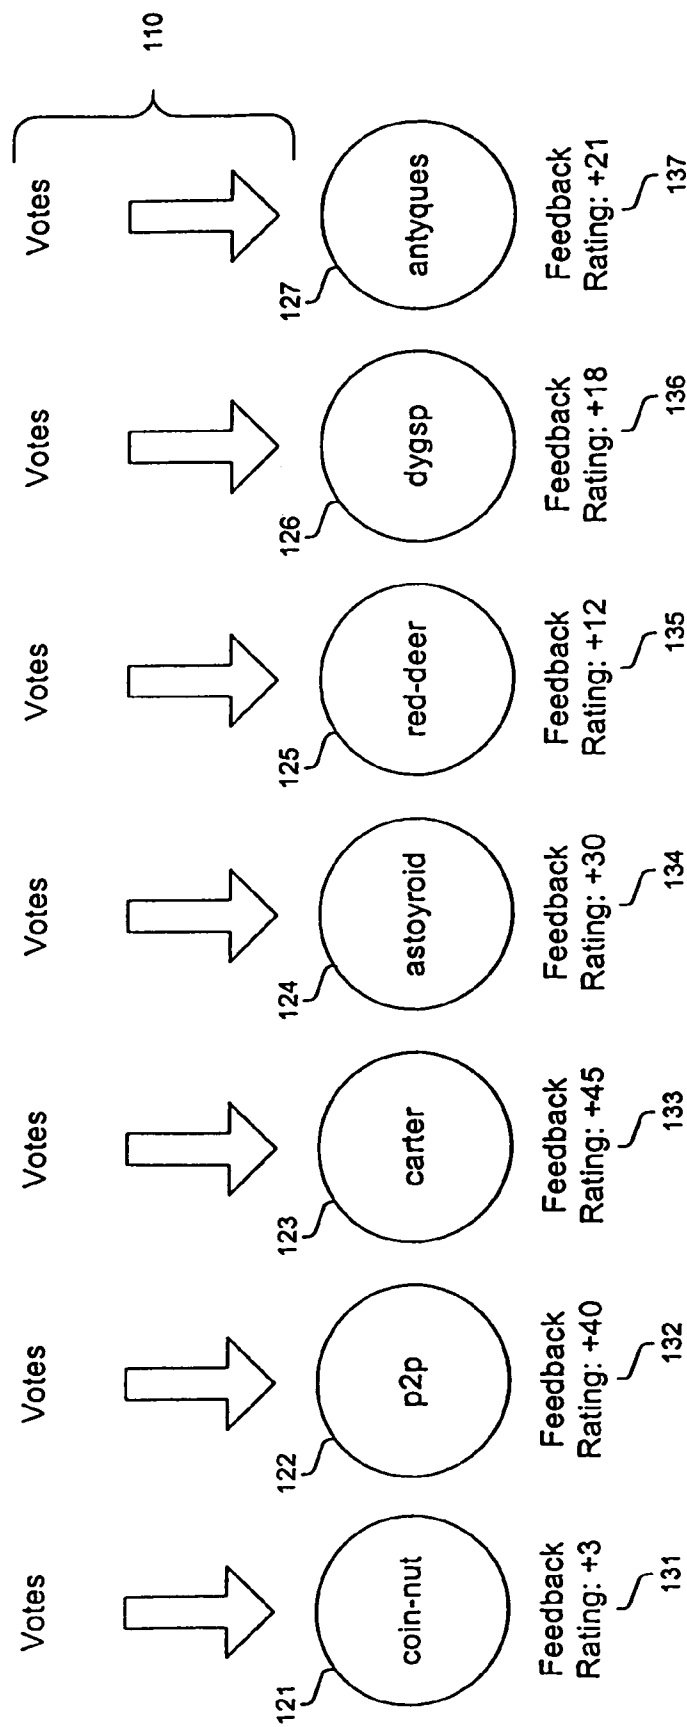 110
Votes
Votes
Votes
Votes
Votes
Votes
Votes
121
coin-nut
122
p2p
123
carter
124
astoyroid
125
red-deer
126
dygsp
127
antyques
Feedback
Rating: +3
131
Feedback
Rating: +40
132
Feedback
Rating: +45
133
Feedback
Rating: +30
134
Feedback
Rating: +12
135
Feedback
Rating: +18
136
Feedback
Rating: +21
137